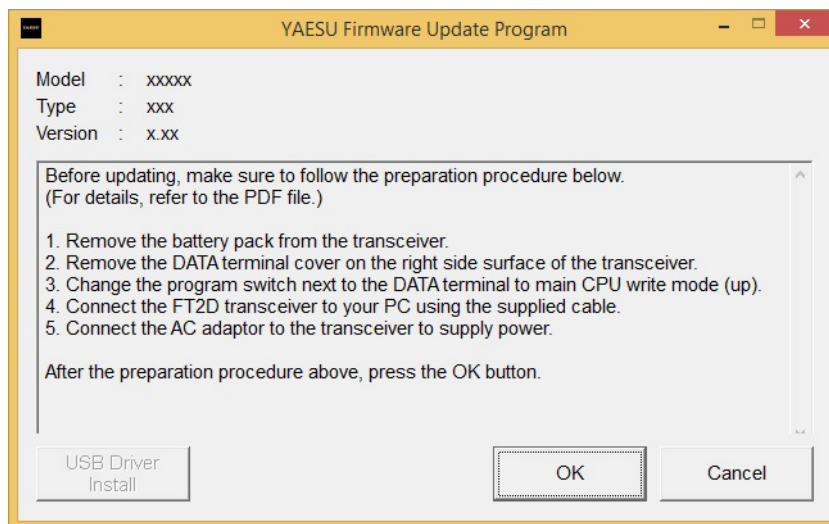 YAESU Firmware Update Program
Model : xxxxx
Type : xxx
Version : x.xx
Before updating, make sure to follow the preparation procedure below.
(For details, refer to the PDF file.)
1. Remove the battery pack from the transceiver.
2. Remove the DATA terminal cover on the right side surface of the transceiver.
3. Change the program switch next to the DATA terminal to main CPU write mode (up).
4. Connect the FT2D transceiver to your PC using the supplied cable.
5. Connect the AC adaptor to the transceiver to supply power.
After the preparation procedure above, press the OK button.
USB Driver
Install
OK
Cancel